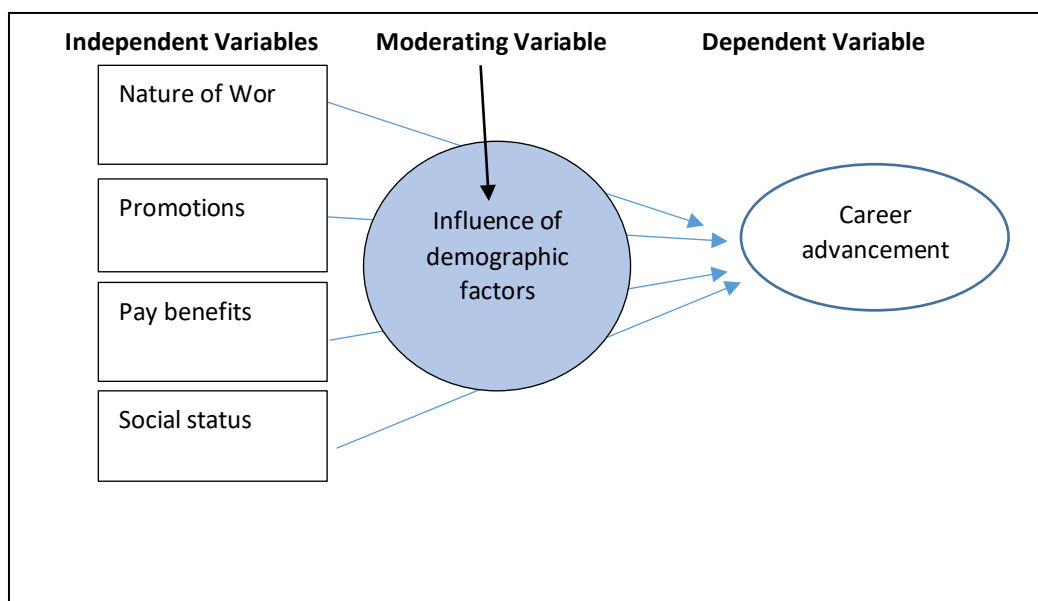 Independent Variables
Moderating Variable
Dependent Variable
Nature of Wor
Promotions
Pay benefits
Social status
Influence of
demographic
factors
Career
advancement